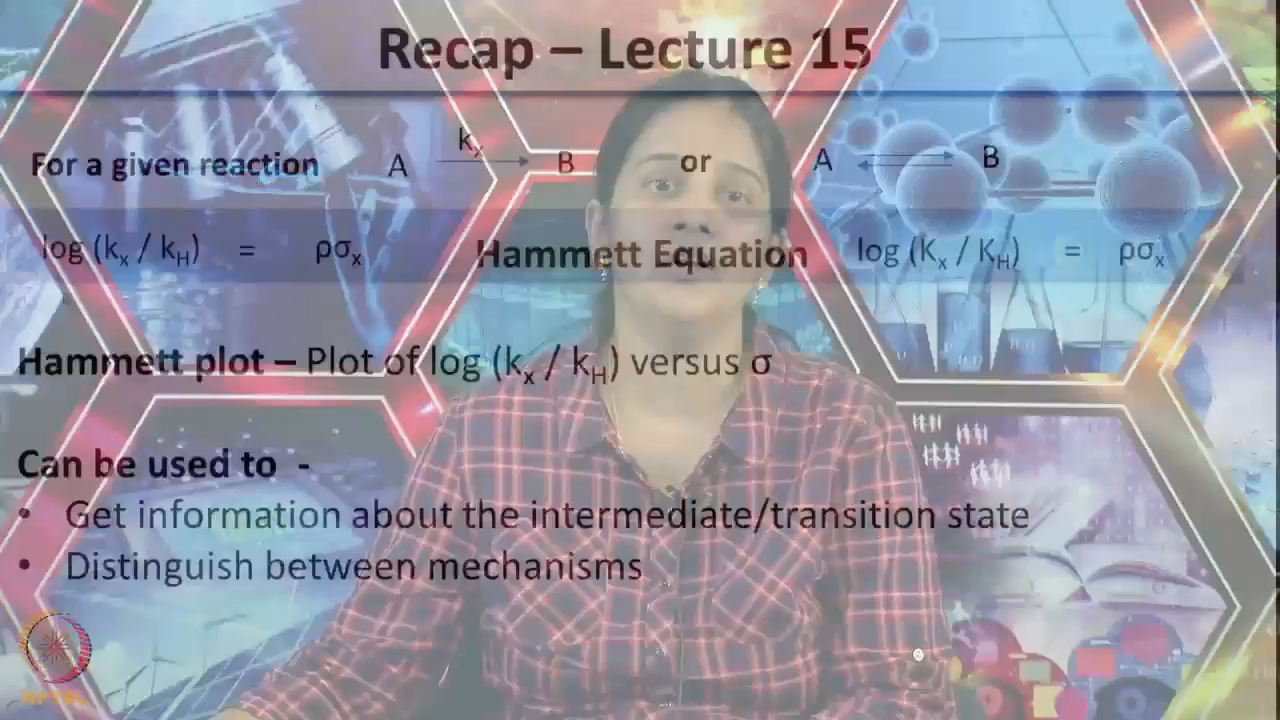 Recap – Lecture 15
For a given reaction A kx B or A B
log (kx / kH) = ρσx Hammett Equation log (Kx / KH) = ρσx
Hammett plot – Plot of log (kx / kH) versus σ
Can be used to -
• Get information about the intermediate/transition state
• Distinguish between mechanisms
NPTEL